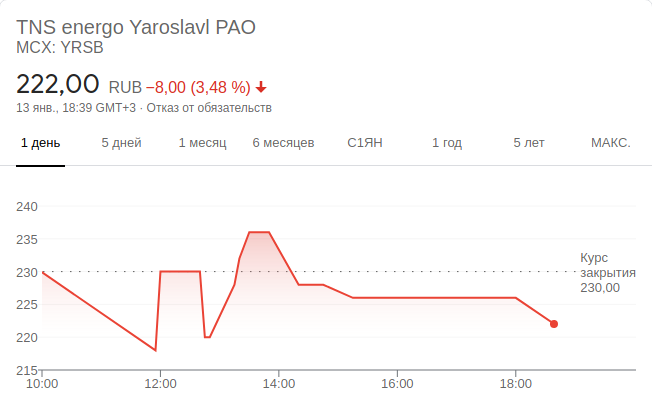 TNS energo Yaroslavl PAO
MCX: YRSB
222,00 RUB −8,00 (3,48 %)
13 янв., 18:39 GMT+3 · Отказ от обязательств
1 день 5 дней 1 месяц 6 месяцев С1ЯН 1 год 5 лет МАКС.
240
235
230
225
220
215
Курс
закрытия
230,00
10:00 12:00 14:00 16:00 18:00